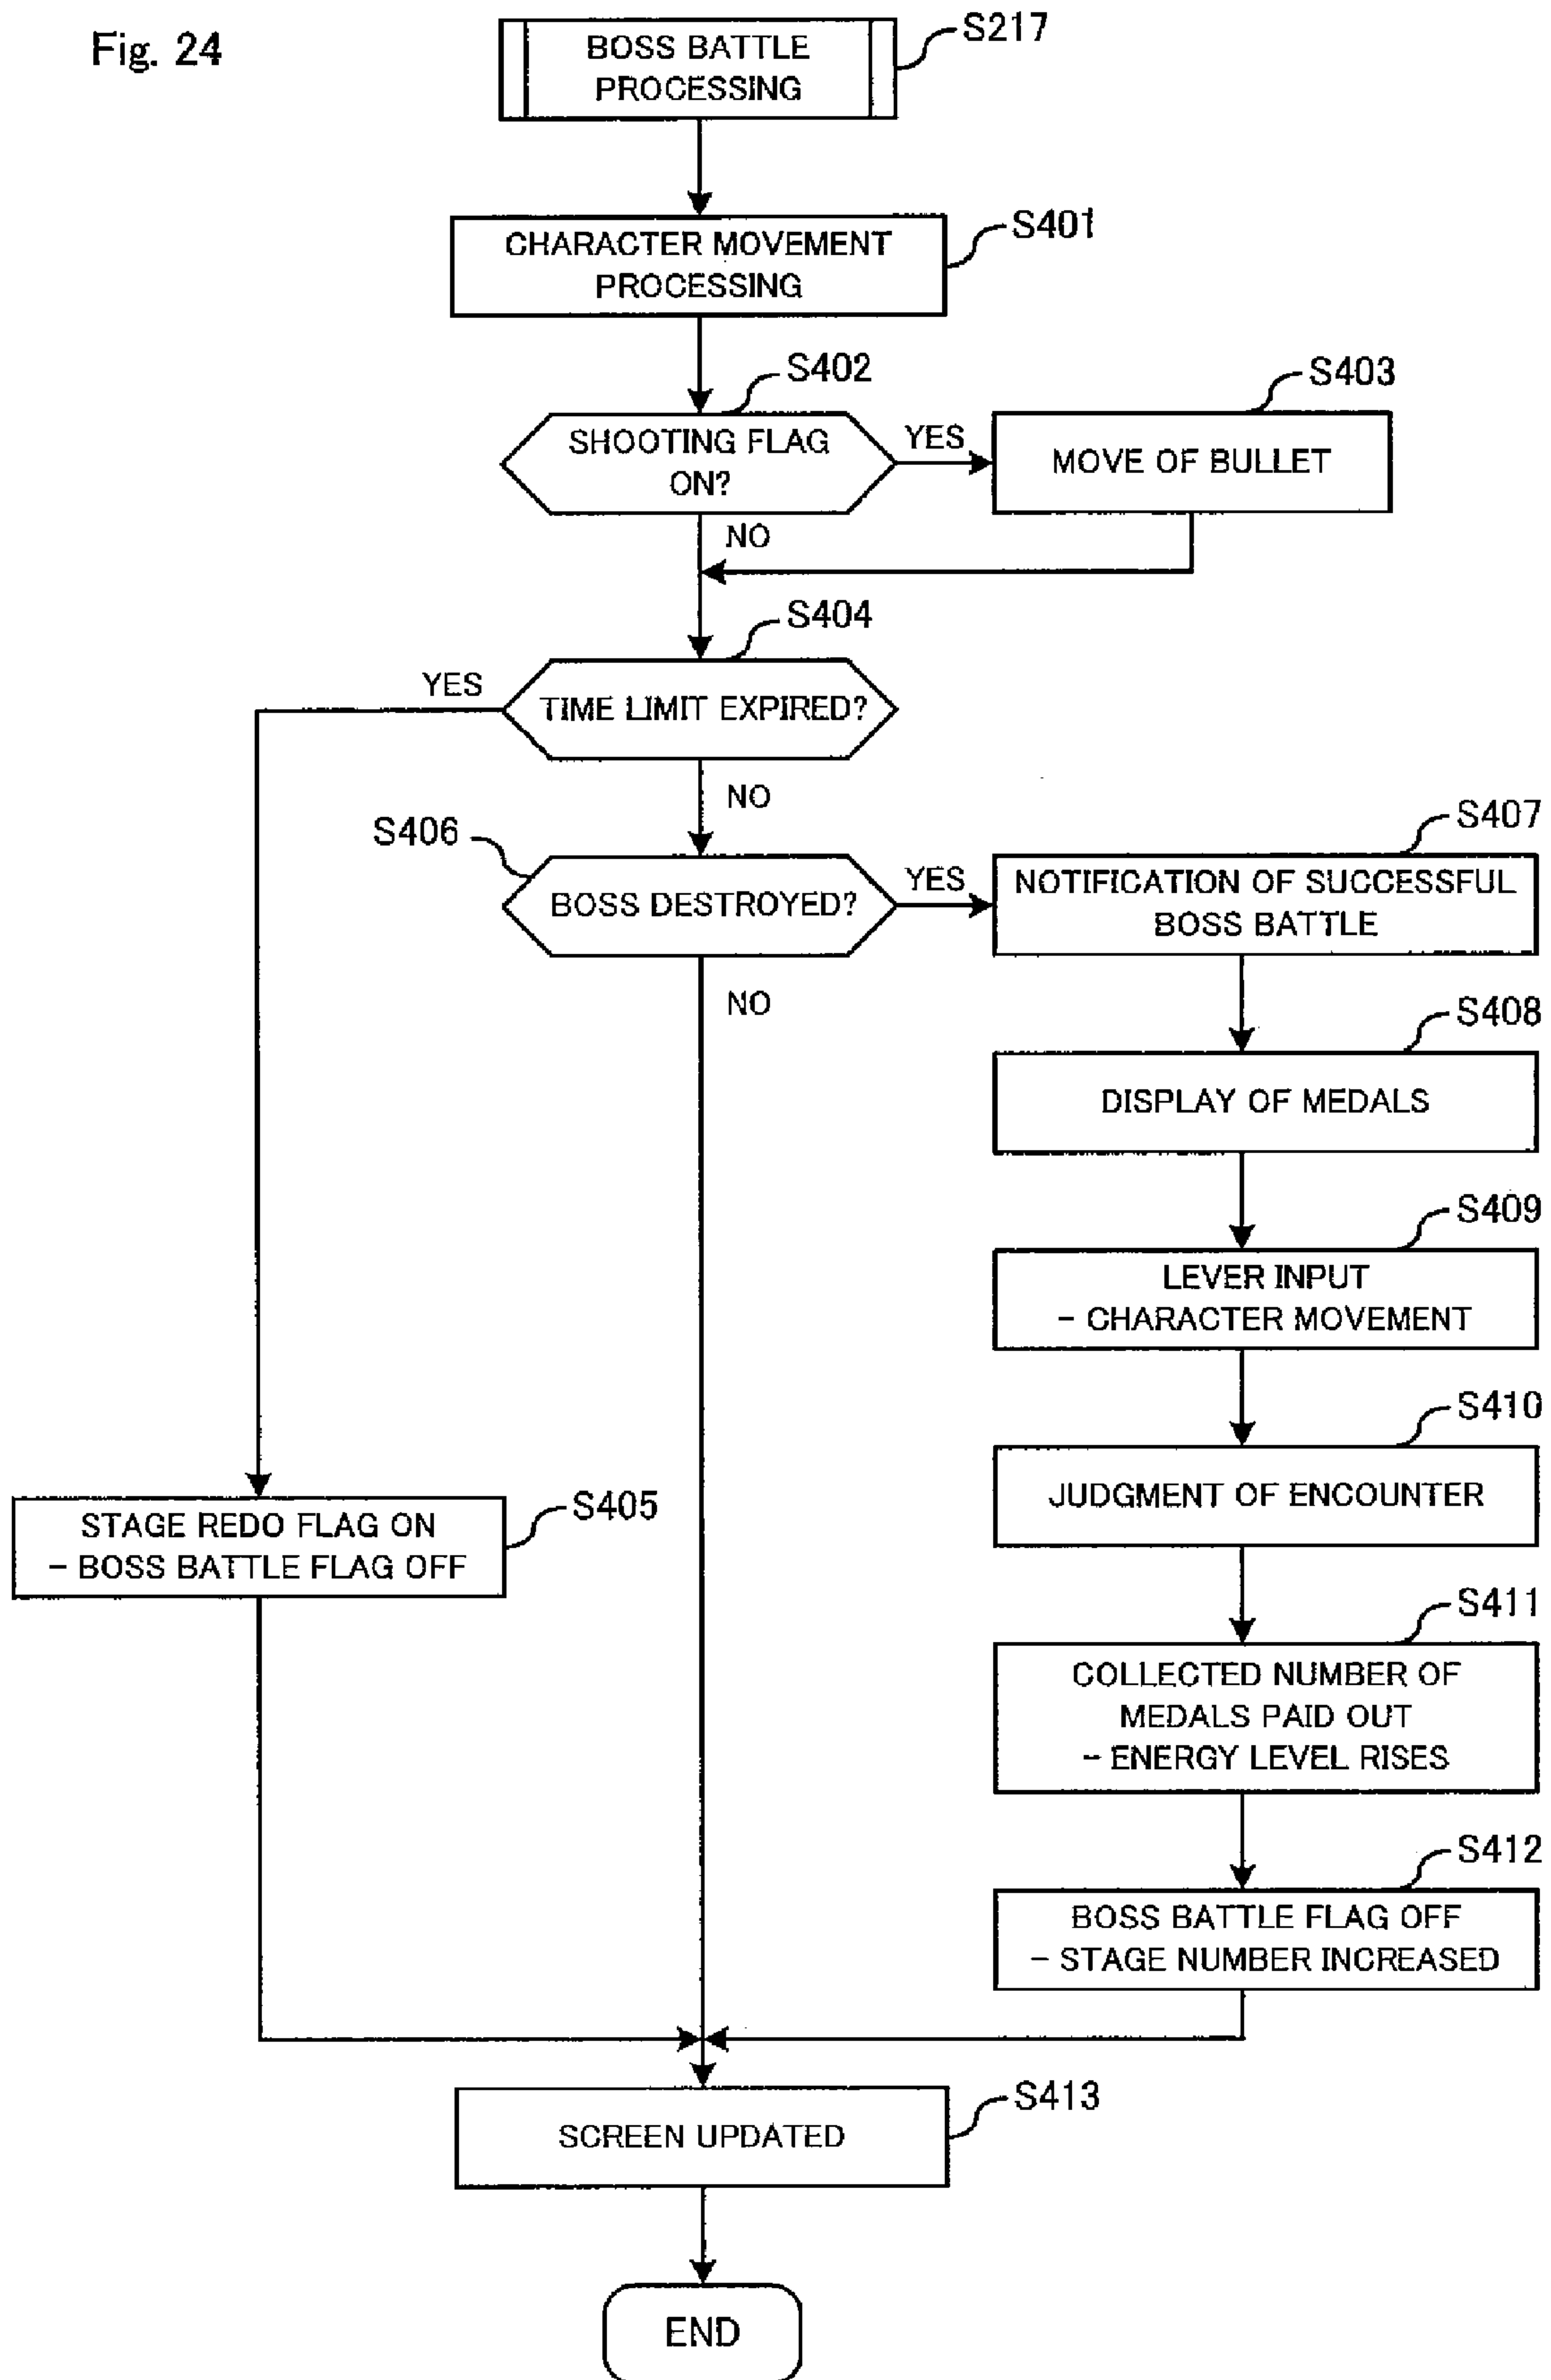 Fig. 24
BOSS BATTLE
PROCESSING
S217
CHARACTER MOVEMENT
PROCESSING
S401
SHOOTING FLAG
ON?
S402
YES
NO
MOVE OF BULLET
S403
TIME LIMIT EXPIRED?
S404
YES
NO
BOSS DESTROYED?
S406
YES
NO
NOTIFICATION OF SUCCESSFUL
BOSS BATTLE
S407
DISPLAY OF MEDALS
S408
LEVER INPUT
- CHARACTER MOVEMENT
S409
JUDGMENT OF ENCOUNTER
S410
STAGE REDO FLAG ON
- BOSS BATTLE FLAG OFF
S405
COLLECTED NUMBER OF
MEDALS PAID OUT
- ENERGY LEVEL RISES
S411
BOSS BATTLE FLAG OFF
- STAGE NUMBER INCREASED
S412
SCREEN UPDATED
S413
END